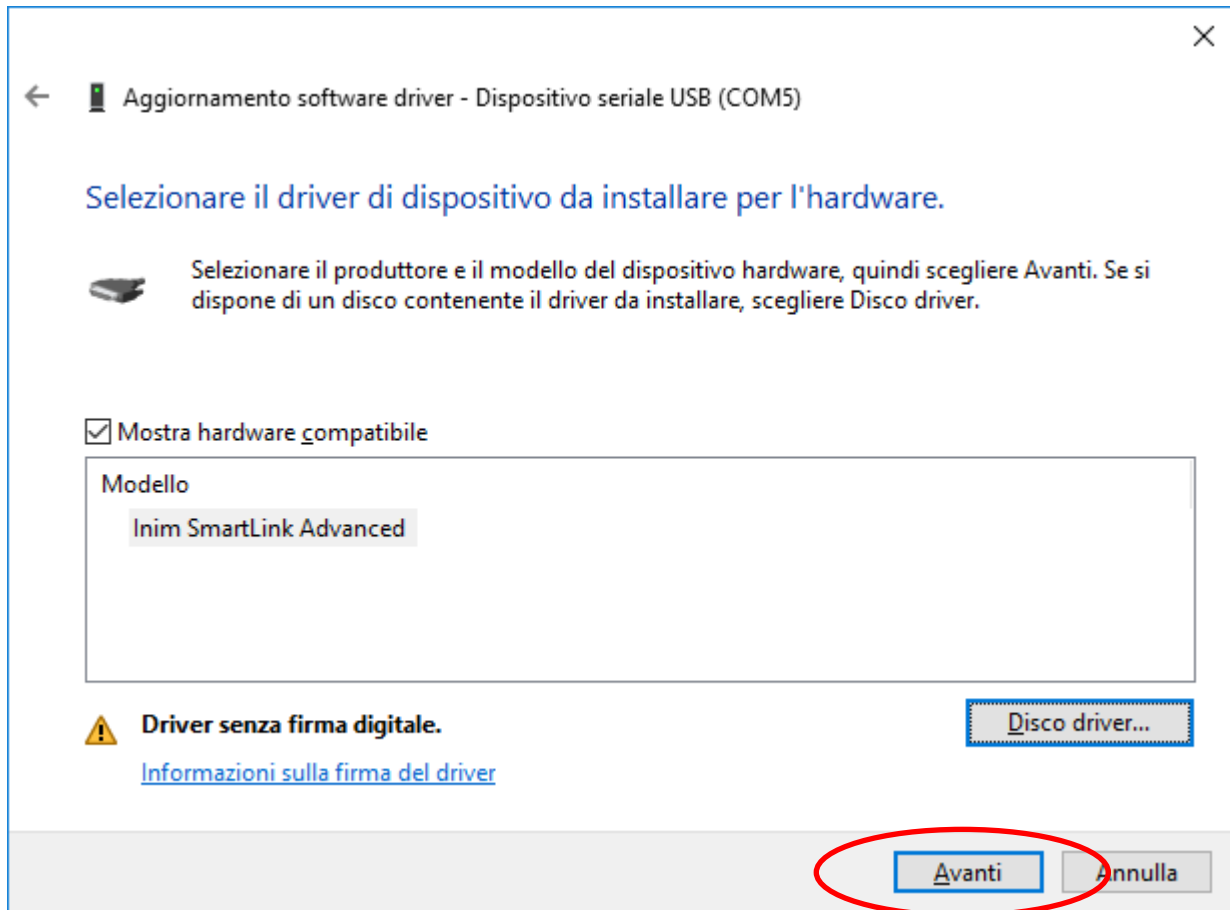 Aggiornamento software driver - Dispositivo seriale USB (COM5)
Selezionare il driver di dispositivo da installare per l'hardware.
Selezionare il produttore e il modello del dispositivo hardware, quindi scegliere Avanti. Se si
dispone di un disco contenente il driver da installare, scegliere Disco driver.
Mostra hardware compatibile
Modello
Inim SmartLink Advanced
Driver senza firma digitale.
Disco driver...
Informazioni sulla firma del driver
Avanti
Annulla